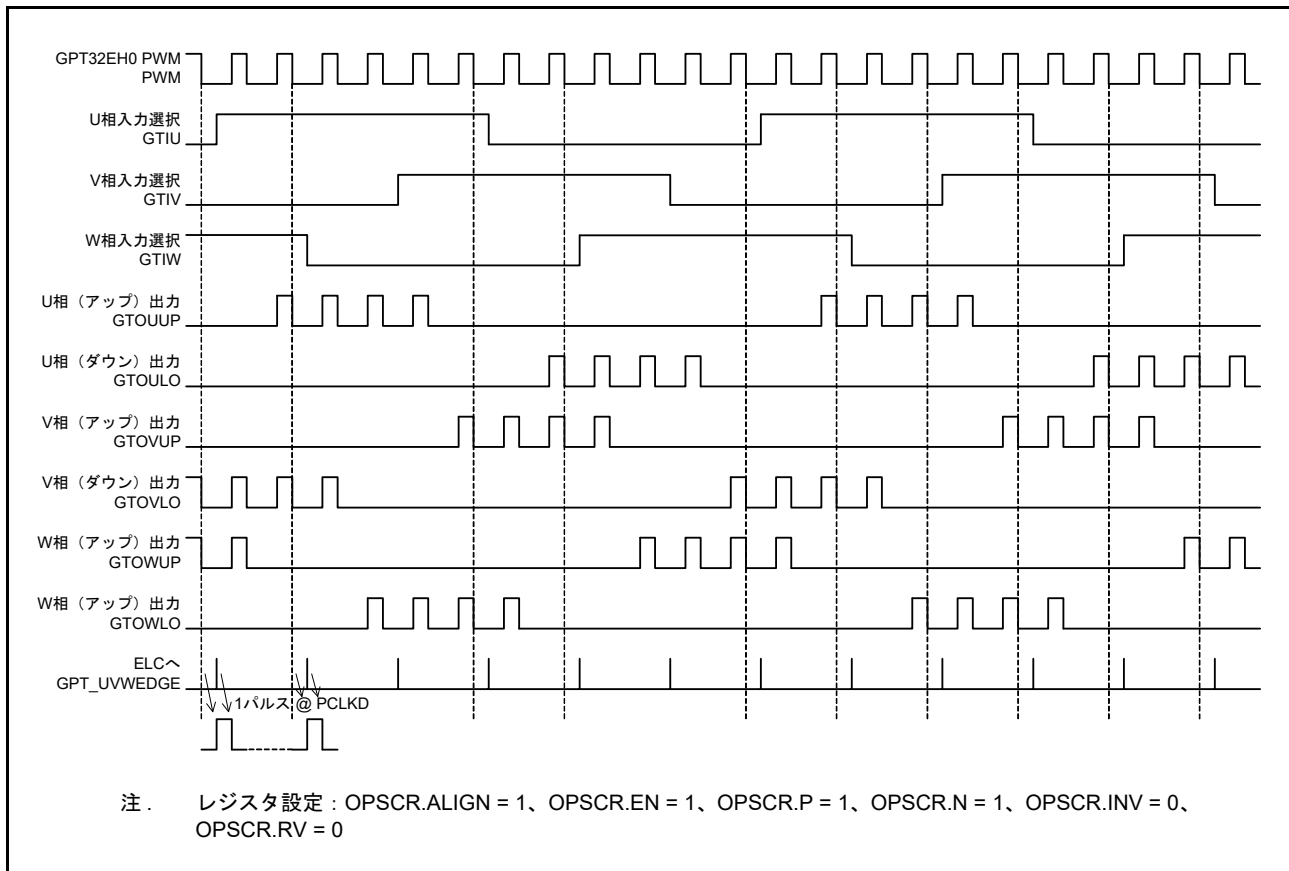 GPT32EH0 PWM
PWM
U相入力選択
GTIU
V相入力選択
GTIV
W相入力選択
GTIW
U相（アップ）出力
GTOUUP
U相（ダウン）出力
GTOULO
V相（アップ）出力
GTOVUP
V相（ダウン）出力
GTOVLO
W相（アップ）出力
GTOWUP
W相（アップ）出力
GTOWLO
ELCへ
GPT_UVWEDGE
1パルス @ PCLKD
注． レジスタ設定：OPSCR.ALIGN = 1、OPSCR.EN = 1、OPSCR.P = 1、OPSCR.N = 1、OPSCR.INV = 0、
OPSCR.RV = 0